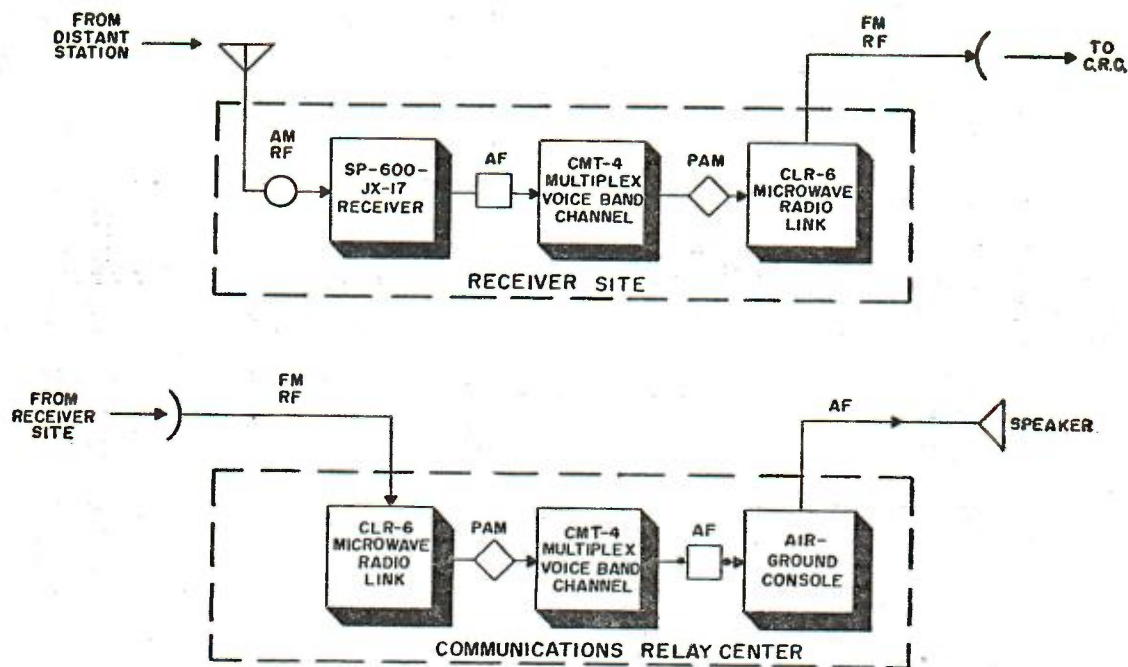 FROM
DISTANT
STATION
FM
RF
TO
C.R.C.
AM
RF
SP-600-
JX-17
RECEIVER
AF
CMT-4
MULTIPLEX
VOICE BAND
CHANNEL
PAM
CLR-6
MICROWAVE
RADIO
LINK
RECEIVER SITE
FROM
RECEIVER
SITE
FM
RF
AF
SPEAKER
CLR-6
MICROWAVE
RADIO
LINK
PAM
CMT-4
MULTIPLEX
VOICE BAND
CHANNEL
AF
AIR-
GROUND
CONSOLE
COMMUNICATIONS RELAY CENTER